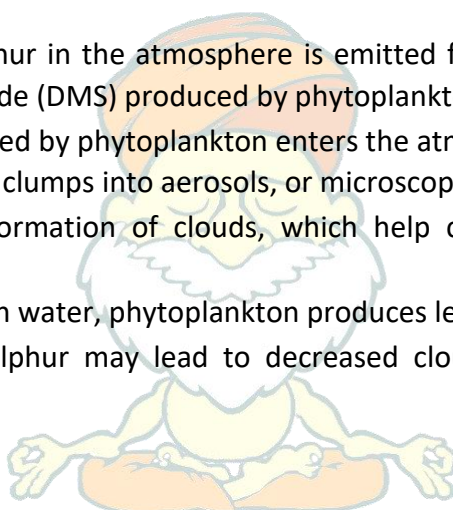 hur in the atmosphere is emitted f
de (DMS) produced by phytoplankt
ed by phytoplankton enters the atr
clumps into aerosols, or microscop
ormation of clouds, which help c
n water, phytoplankton produces le
ulphur may lead to decreased clo